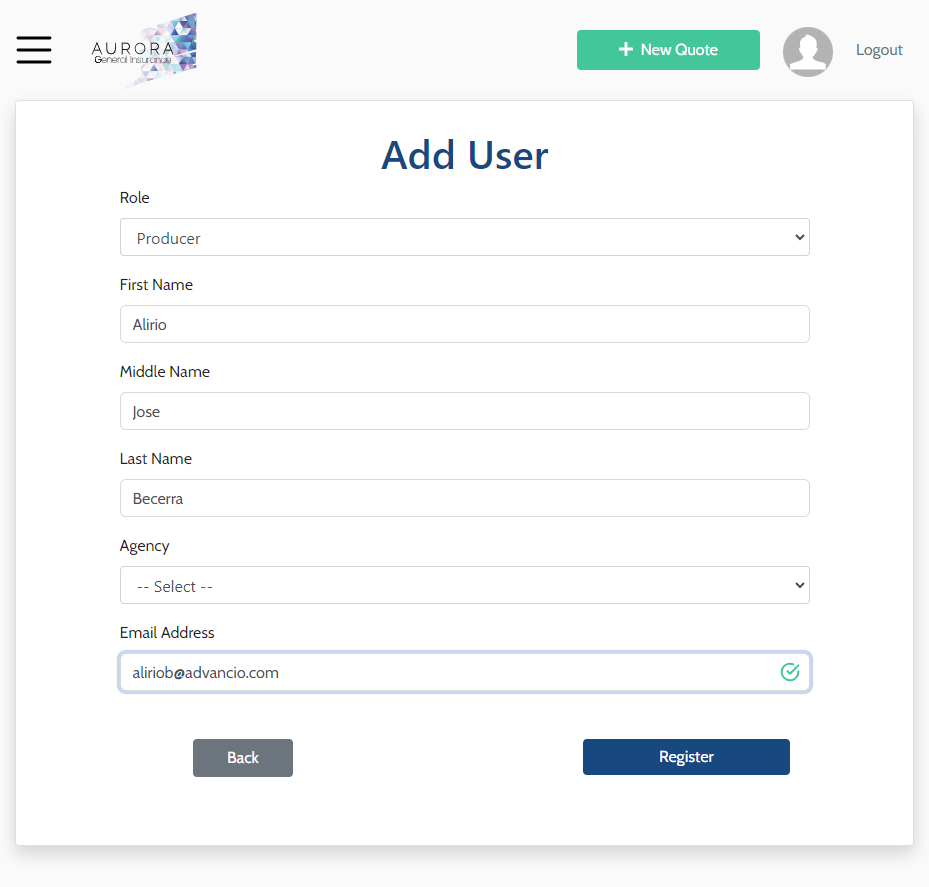 AURORA
General Insurance
New Quote
Logout
Add User
Role
Producer
First Name
Alirio
Middle Name
Jose
Last Name
Becerra
Agency
-- Select --
Email Address
aliriob@advancio.com
Back
Register